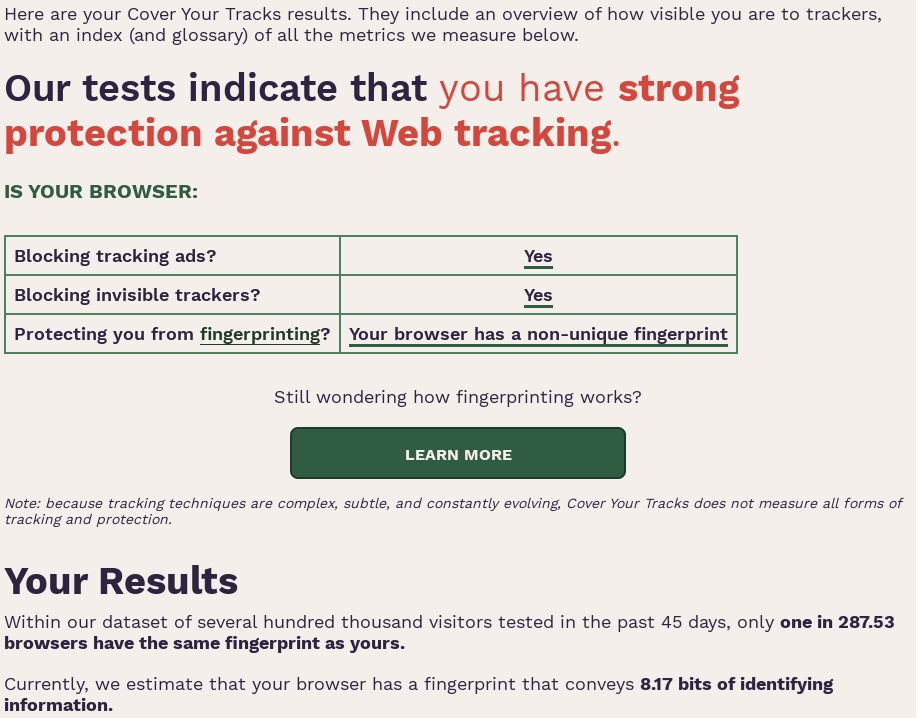 Here are your Cover Your Tracks results. They include an overview of how visible you are to trackers,
with an index (and glossary) of all the metrics we measure below.
Our tests indicate that you have strong
protection against Web tracking.
IS YOUR BROWSER:
Blocking tracking ads? Yes
Blocking invisible trackers? Yes
Protecting you from fingerprinting? Your browser has a non-unique fingerprint
Still wondering how fingerprinting works?
LEARN MORE
Note: because tracking techniques are complex, subtle, and constantly evolving, Cover Your Tracks does not measure all forms of
tracking and protection.
Your Results
Within our dataset of several hundred thousand visitors tested in the past 45 days, only one in 287.53
browsers have the same fingerprint as yours.
Currently, we estimate that your browser has a fingerprint that conveys 8.17 bits of identifying
information.